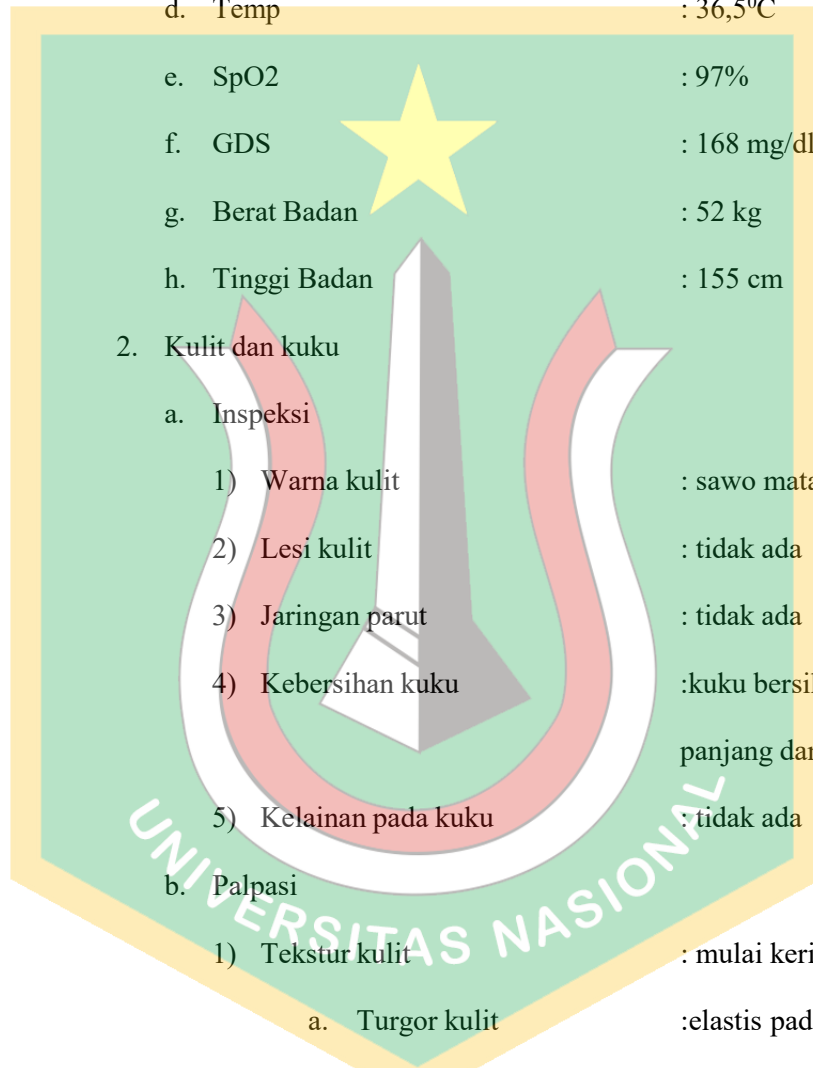 d. Temp : 36,5⁰C
e. SpO2 : 97%
f. GDS : 168 mg/dl
g. Berat Badan : 52 kg
h. Tinggi Badan : 155 cm
2. Kulit dan kuku
a. Inspeksi
1) Warna kulit : sawo
2) Lesi kulit : tidak ada
3) Jaringan parut : tidak ada
4) Kebersihan kuku :kuku
panjang
5) Kelainan pada kuku : tidak ada
b. Palpasi
1) Tekstur kulit : mulai
a. Turgor kulit :elastis
UNIVERSITAS NASIONAL